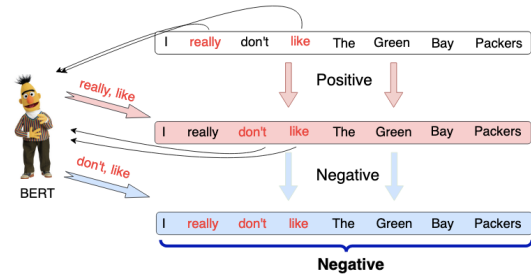 I really don't like The Green Bay Packers
really, like
Positive
I really don't like The Green Bay Packers
don't, like
Negative
BERT
I really don't like The Green Bay Packers
Negative